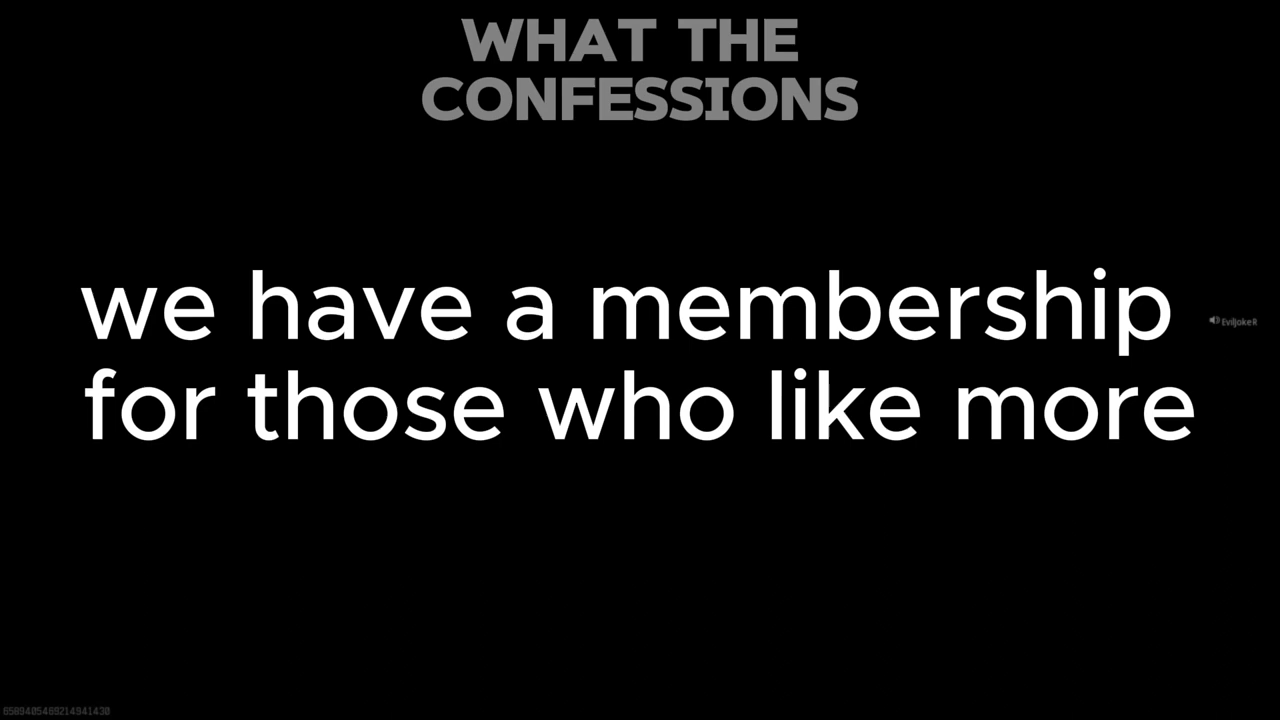 WHAT THE
CONFESSIONS
we have a membership
EvilJokeR
for those who like more
6589405469214941430